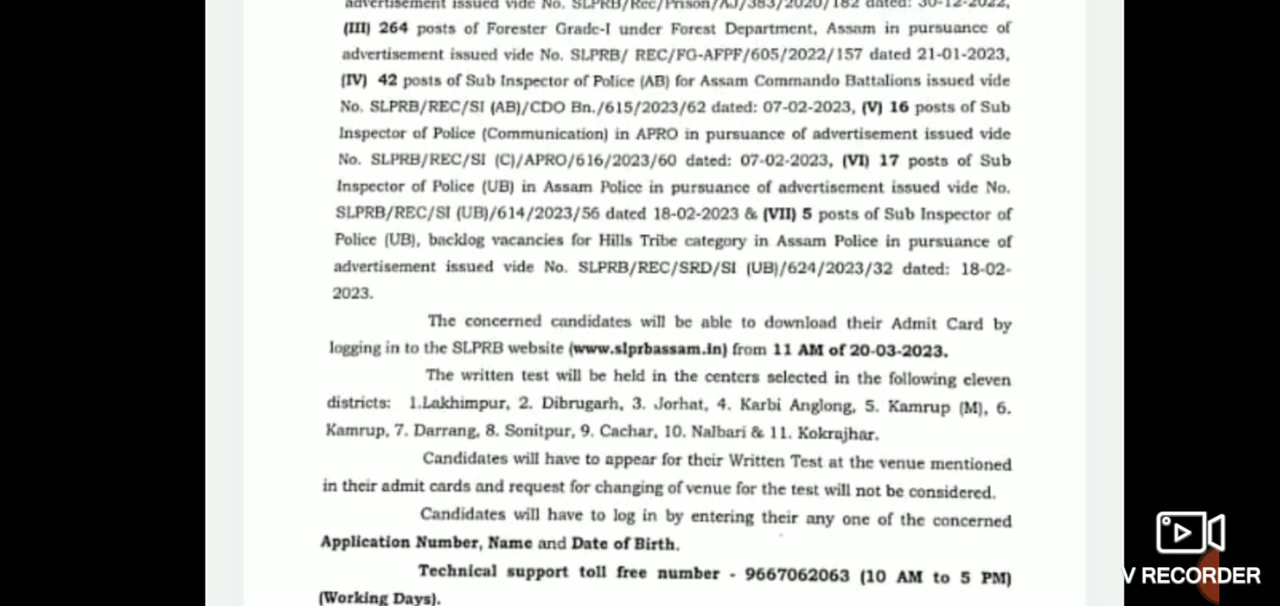 advertisement issued vide No. SLPRB/Rec/Prison/AJ/383/2020/182 dated: 30-12-2022,
(III) 264 posts of Forester Grade-I under Forest Department, Assam in pursuance of
advertisement issued vide No. SLPRB/ REC/FG-AFPF/605/2022/157 dated 21-01-2023,
(IV) 42 posts of Sub Inspector of Police (AB) for Assam Commando Battalions issued vide
No. SLPRB/REC/SI (AB)/CDO Bn./615/2023/62 dated: 07-02-2023, (V) 16 posts of Sub
Inspector of Police (Communication) in APRO in pursuance of advertisement issued vide
No. SLPRB/REC/SI (C)/APRO/616/2023/60 dated: 07-02-2023, (VI) 17 posts of Sub
Inspector of Police (UB) in Assam Police in pursuance of advertisement issued vide No.
SLPRB/REC/SI (UB)/614/2023/56 dated 18-02-2023 & (VII) 5 posts of Sub Inspector of
Police (UB), backlog vacancies for Hills Tribe category in Assam Police in pursuance of
advertisement issued vide No. SLPRB/REC/SRD/SI (UB)/624/2023/32 dated: 18-02-
2023.
The concerned candidates will be able to download their Admit Card by
logging in to the SLPRB website (www.slprbassam.in) from 11 AM of 20-03-2023.
The written test will be held in the centers selected in the following eleven
districts: 1.Lakhimpur, 2. Dibrugarh, 3. Jorhat, 4. Karbi Anglong, 5. Kamrup (M), 6.
Kamrup, 7. Darrang, 8. Sonitpur, 9. Cachar, 10. Nalbari & 11. Kokrajhar.
Candidates will have to appear for their Written Test at the venue mentioned
in their admit cards and request for changing of venue for the test will not be considered.
Candidates will have to log in by entering their any one of the concerned
Application Number, Name and Date of Birth.
Technical support toll free number - 9667062063 (10 AM to 5 PM)
(Working Days).
V RECORDER